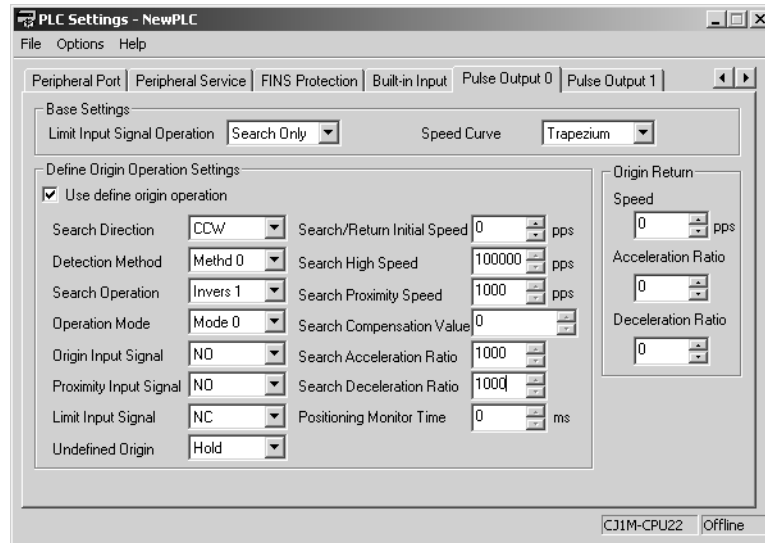 PLC Settings - NewPLC
File Options Help
Peripheral Port Peripheral Service FINS Protection Built-in Input Pulse Output 0 Pulse Output 1
Base Settings
Limit Input Signal Operation Search Only Speed Curve Trapezium
Define Origin Operation Settings
Use define origin operation
Search Direction CCW Search/Return Initial Speed 0 pps
Detection Method Methd 0 Search High Speed 100000 pps
Search Operation Invers 1 Search Proximity Speed 1000 pps
Operation Mode Mode 0 Search Compensation Value 0
Origin Input Signal NO Search Acceleration Ratio 1000
Proximity Input Signal NO Search Deceleration Ratio 1000
Limit Input Signal NC Positioning Monitor Time 0 ms
Undefined Origin Hold
Origin Return
Speed
0 pps
Acceleration Ratio
0
Deceleration Ratio
0
CJ1M-CPU22 Offline